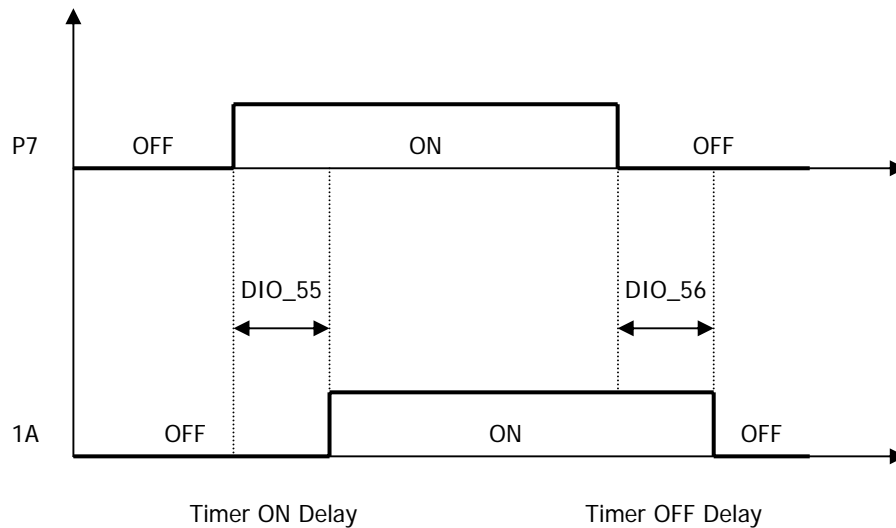 P7
OFF
ON
OFF
DIO_55
DIO_56
1A
OFF
ON
OFF
Timer ON Delay
Timer OFF Delay